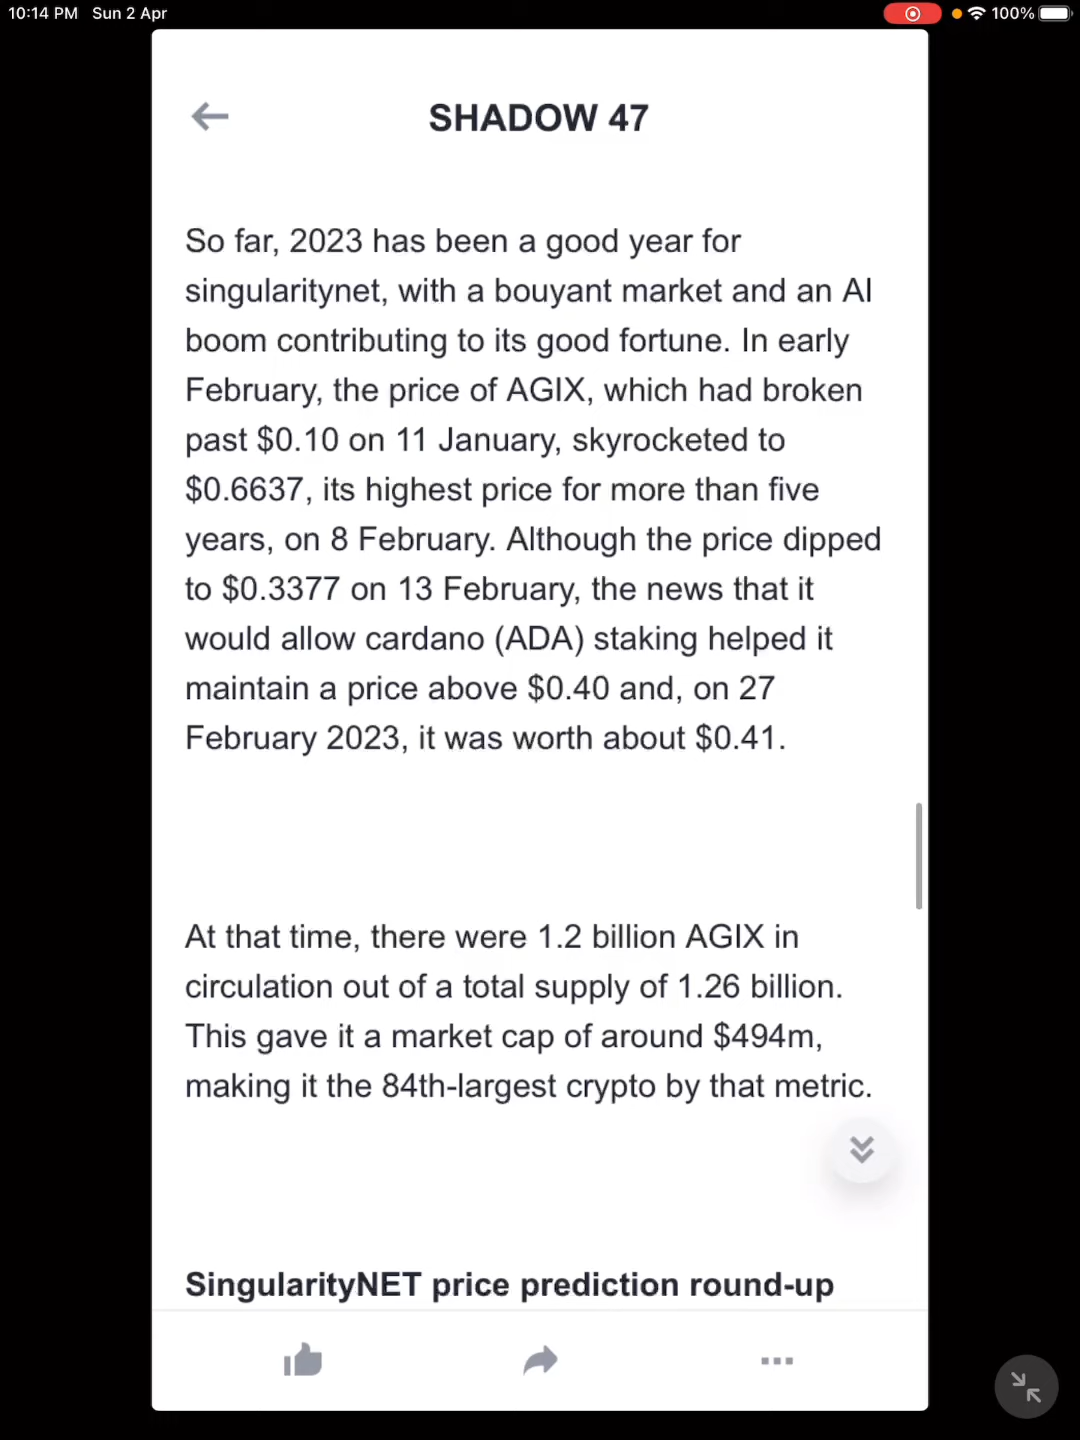 10:14 PM Sun 2 Apr 100%
SHADOW 47
So far, 2023 has been a good year for
singularitynet, with a bouyant market and an AI
boom contributing to its good fortune. In early
February, the price of AGIX, which had broken
past $0.10 on 11 January, skyrocketed to
$0.6637, its highest price for more than five
years, on 8 February. Although the price dipped
to $0.3377 on 13 February, the news that it
would allow cardano (ADA) staking helped it
maintain a price above $0.40 and, on 27
February 2023, it was worth about $0.41.
At that time, there were 1.2 billion AGIX in
circulation out of a total supply of 1.26 billion.
This gave it a market cap of around $494m,
making it the 84th-largest crypto by that metric.
SingularityNET price prediction round-up